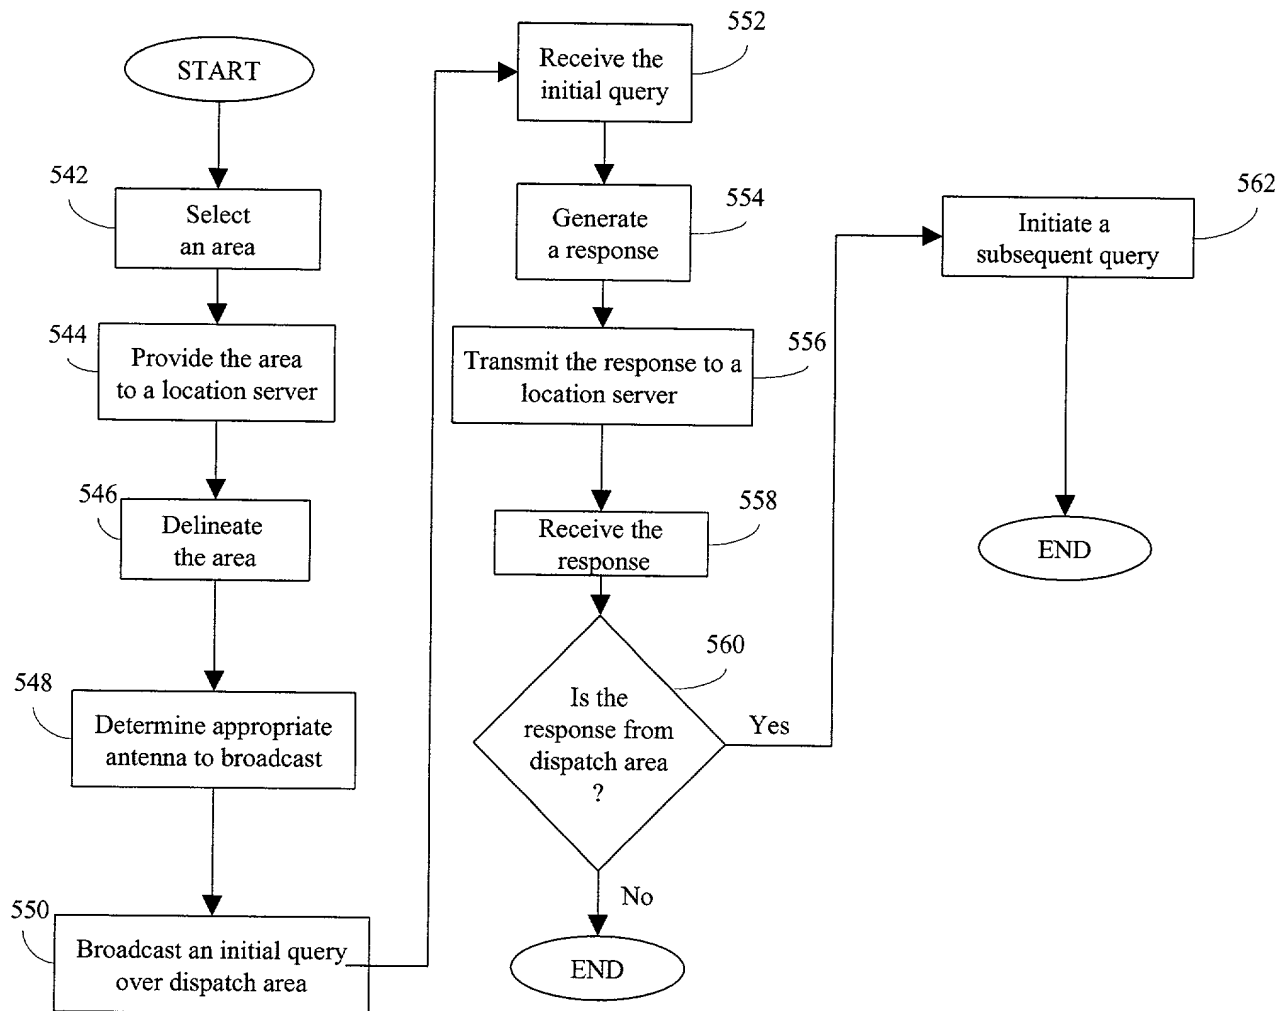 START
542
Select
an area
544
Provide the area
to a location server
546
Delineate
the area
548
Determine appropriate
antenna to broadcast
550
Broadcast an initial query
over dispatch area
552
Receive the
initial query
554
Generate
a response
556
Transmit the response to a
location server
558
Receive the
response
560
Is the
response from
dispatch area
?
Yes
No
END
562
Initiate a
subsequent query
END